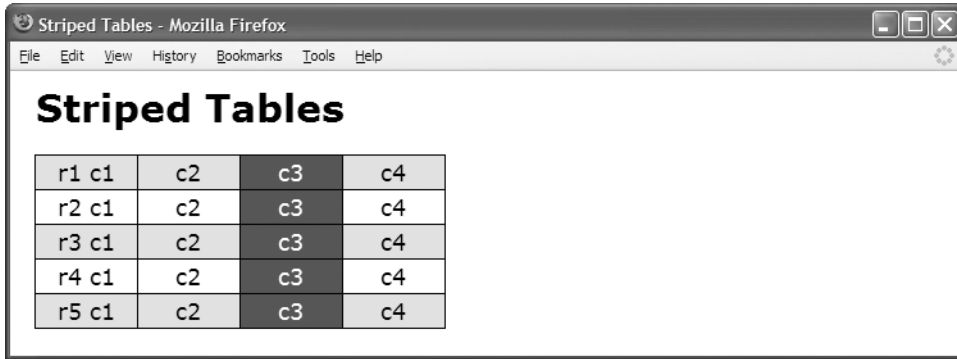 Striped Tables - Mozilla Firefox
File Edit View History Bookmarks Tools Help
Striped Tables
r1 c1 c2 c3 c4
r2 c1 c2 c3 c4
r3 c1 c2 c3 c4
r4 c1 c2 c3 c4
r5 c1 c2 c3 c4